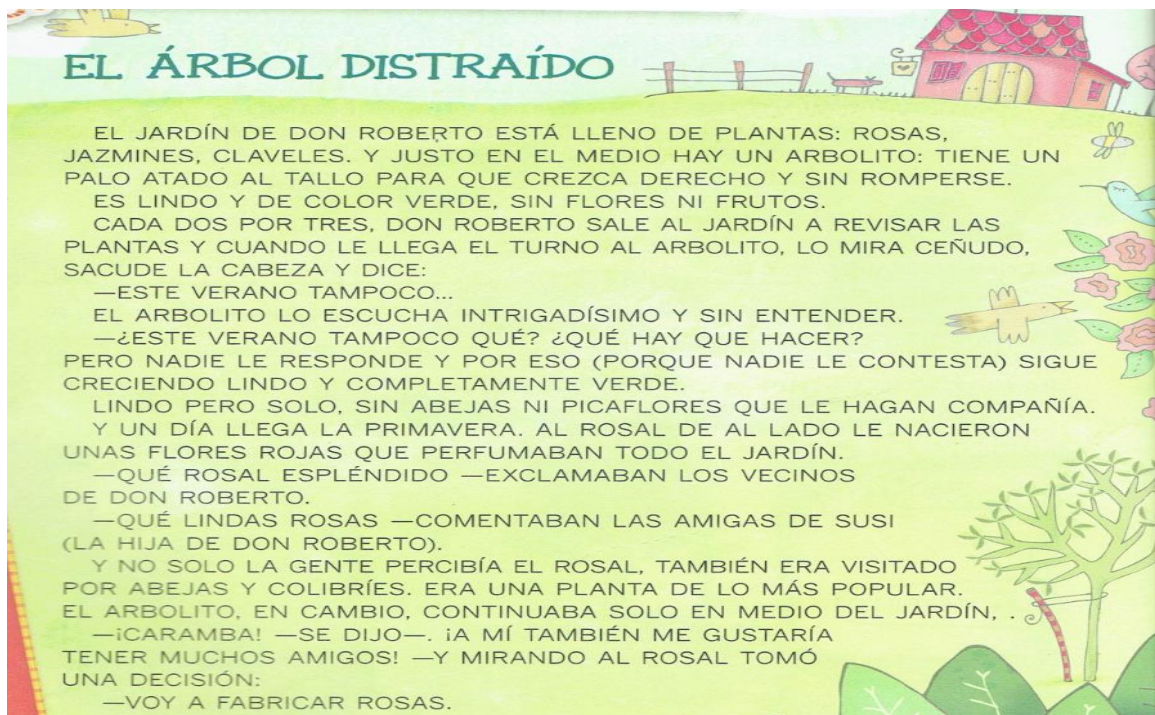 EL ÁRBOL DISTRAÍDO
EL JARDÍN DE DON ROBERTO ESTÁ LLENO DE PLANTAS: ROSAS,
JAZMINES, CLAVELES. Y JUSTO EN EL MEDIO HAY UN ARBOLITO: TIENE UN
PALO ATADO AL TALLO PARA QUE CREZCA DERECHO Y SIN ROMPERSE.
ES LINDO Y DE COLOR VERDE, SIN FLORES NI FRUTOS.
CADA DOS POR TRES, DON ROBERTO SALE AL JARDÍN A REVISAR LAS
PLANTAS Y CUANDO LE LLEGA EL TURNO AL ARBOLITO, LO MIRA CEÑUDO,
SACUDE LA CABEZA Y DICE:
—ESTE VERANO TAMPOCO...
EL ARBOLITO LO ESCUCHA INTRIGADÍSIMO Y SIN ENTENDER.
—¿ESTE VERANO TAMPOCO QUÉ? ¿QUÉ HAY QUE HACER?
PERO NADIE LE RESPONDE Y POR ESO (PORQUE NADIE LE CONTESTA) SIGUE
CRECIENDO LINDO Y COMPLETAMENTE VERDE.
LINDO PERO SOLO, SIN ABEJAS NI PICAFLORES QUE LE HAGAN COMPAÑÍA.
Y UN DÍA LLEGA LA PRIMAVERA. AL ROSAL DE AL LADO LE NACIERON
UNAS FLORES ROJAS QUE PERFUMABAN TODO EL JARDÍN.
—QUÉ ROSAL ESPLÉNDIDO —EXCLAMABAN LOS VECINOS
DE DON ROBERTO.
—QUÉ LINDAS ROSAS —COMENTABAN LAS AMIGAS DE SUSI
(LA HIJA DE DON ROBERTO).
Y NO SOLO LA GENTE PERCIBÍA EL ROSAL, TAMBIÉN ERA VISITADO
POR ABEJAS Y COLIBRÍES. ERA UNA PLANTA DE LO MÁS POPULAR.
EL ARBOLITO, EN CAMBIO, CONTINUABA SOLO EN MEDIO DEL JARDÍN, .
—¡CARAMBA! —SE DIJO—. ¡A MÍ TAMBIÉN ME GUSTARÍA
TENER MUCHOS AMIGOS! —Y MIRANDO AL ROSAL TOMÓ
UNA DECISIÓN:
—VOY A FABRICAR ROSAS.